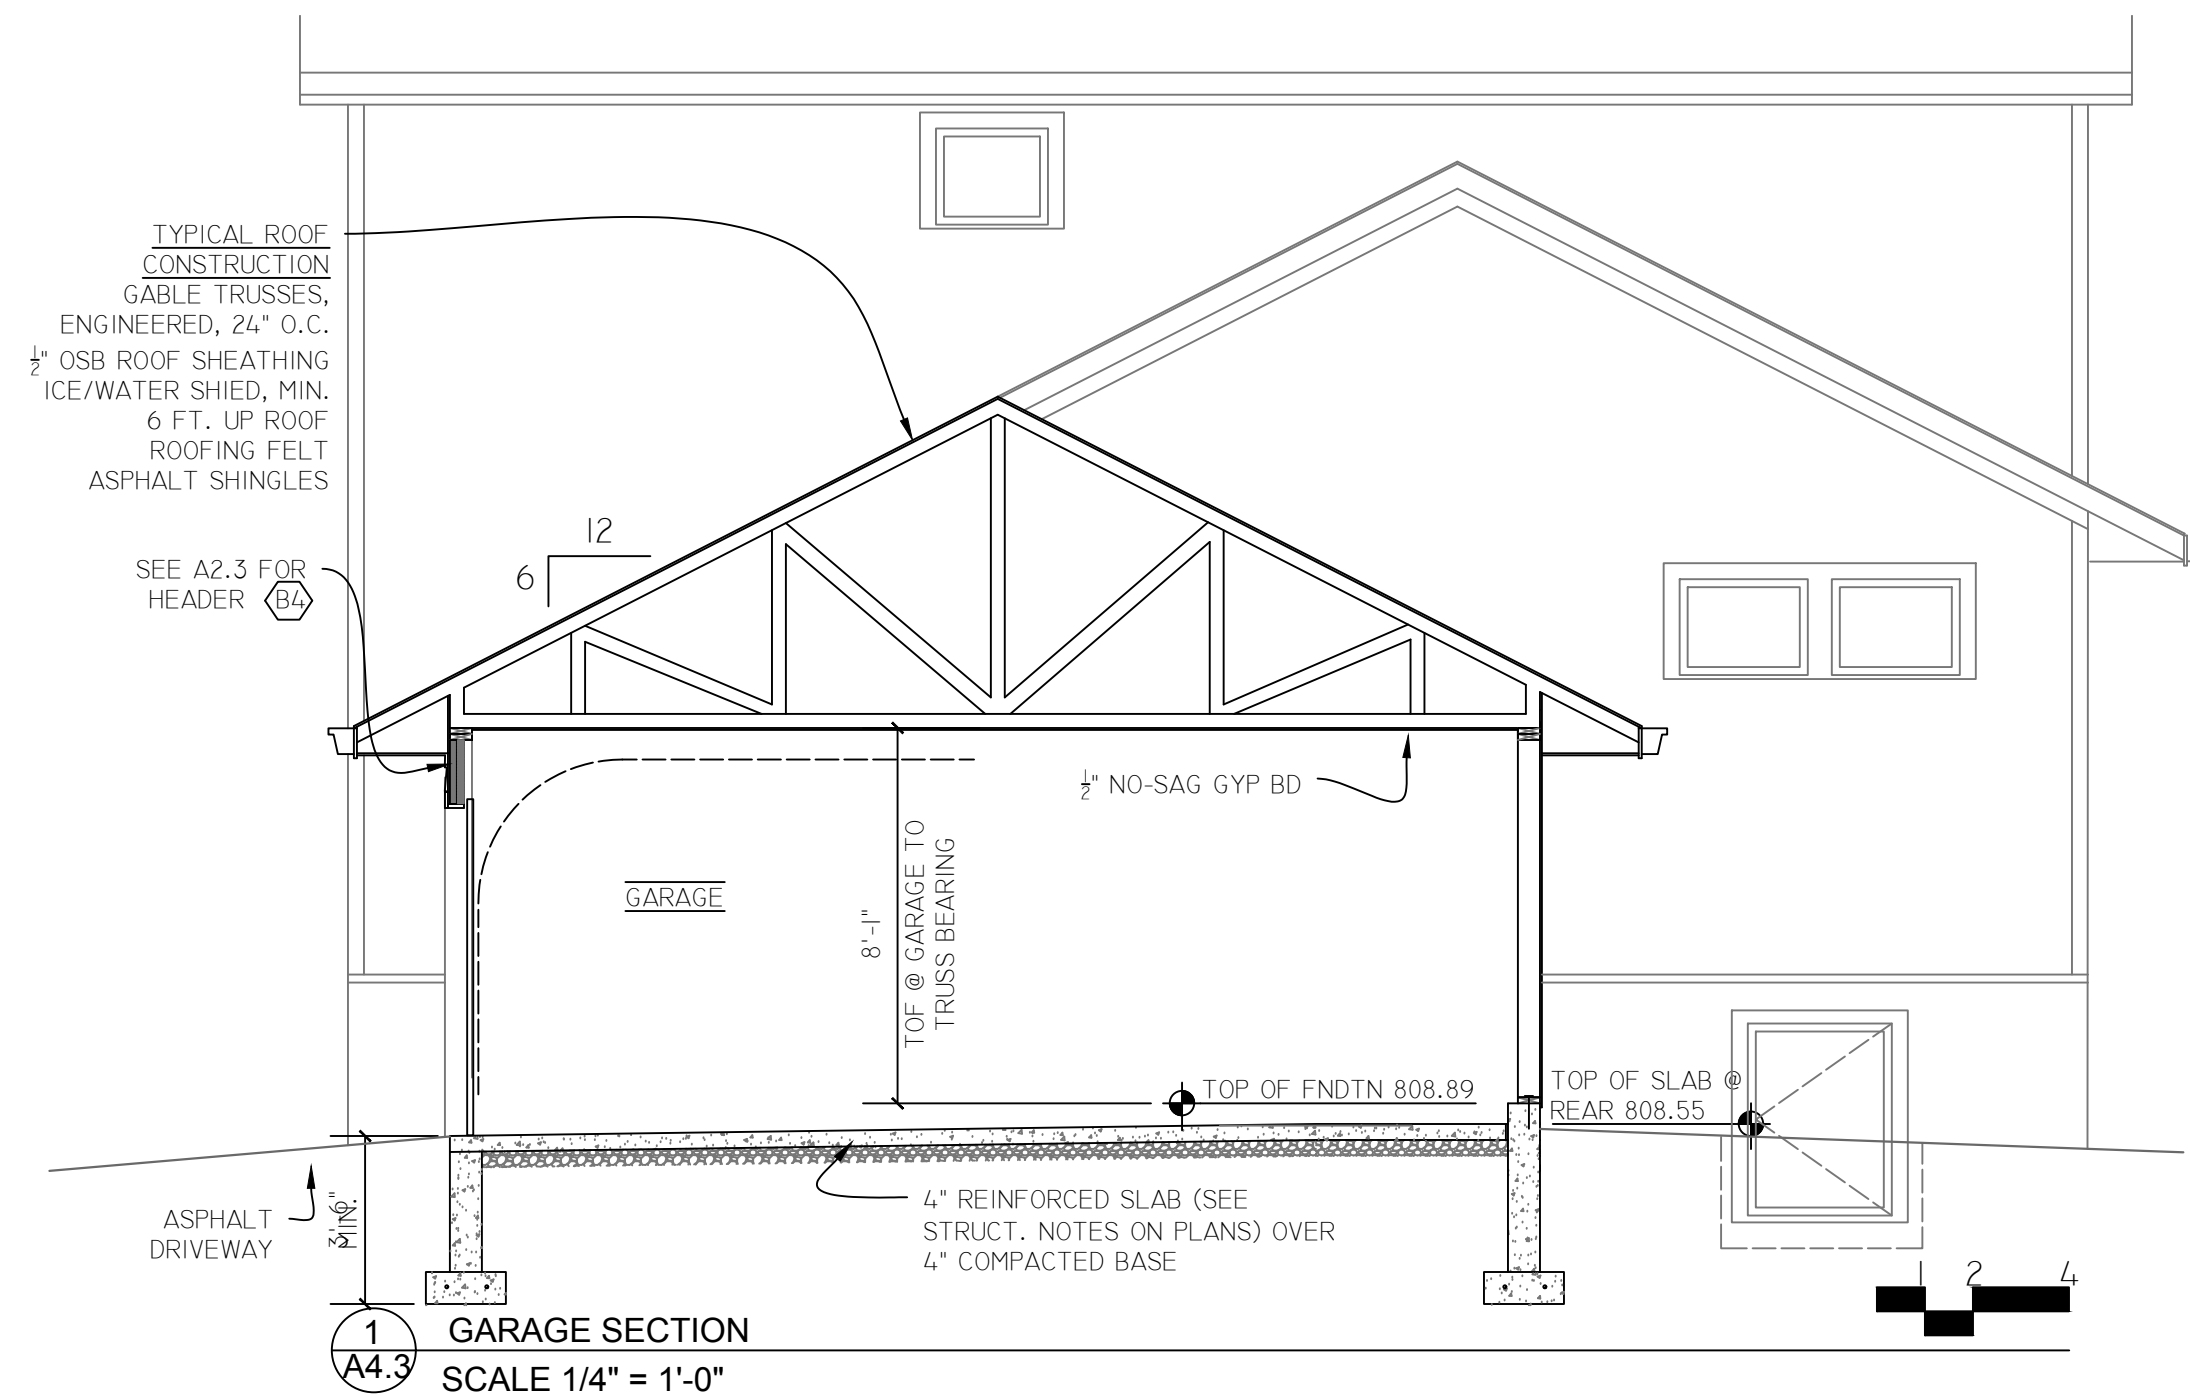 TYPICAL ROOF
CONSTRUCTION
GABLE TRUSSES,
ENGINEERED, 24" O.C.
½" OSB ROOF SHEATHING
ICE/WATER SHIED, MIN.
6 FT. UP ROOF
ROOFING FELT
ASPHALT SHINGLES
12
6
SEE A2.3 FOR
HEADER B4
½" NO-SAG GYP BD
GARAGE
8'-1"
TOF @ GARAGE TO
TRUSS BEARING
TOP OF FNDTN 808.89
TOP OF SLAB @
REAR 808.55
3'-6"
MIN.
ASPHALT
DRIVEWAY
4" REINFORCED SLAB (SEE
STRUCT. NOTES ON PLANS) OVER
4" COMPACTED BASE
1 2 4
1
A4.3
GARAGE SECTION
SCALE 1/4" = 1'-0"